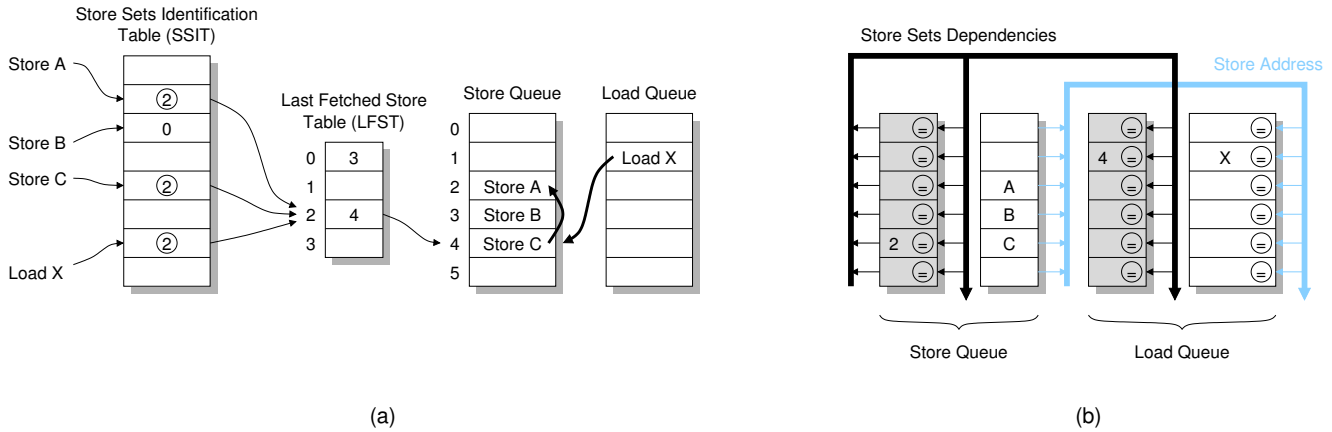 Store Sets Identification
Table (SSIT)
Store A
Store B
Store C
Load X
2
0
2
2
Last Fetched Store
Table (LFST)
0 3
1
2 4
3
Store Queue
0
1
2 Store A
3 Store B
4 Store C
5
Load Queue
Load X
(a)
Store Sets Dependencies
Store Address
=
=
=
=
2 =
=
A
B
C
=
4 =
=
=
=
=
=
X =
=
=
=
=
Store Queue
Load Queue
(b)